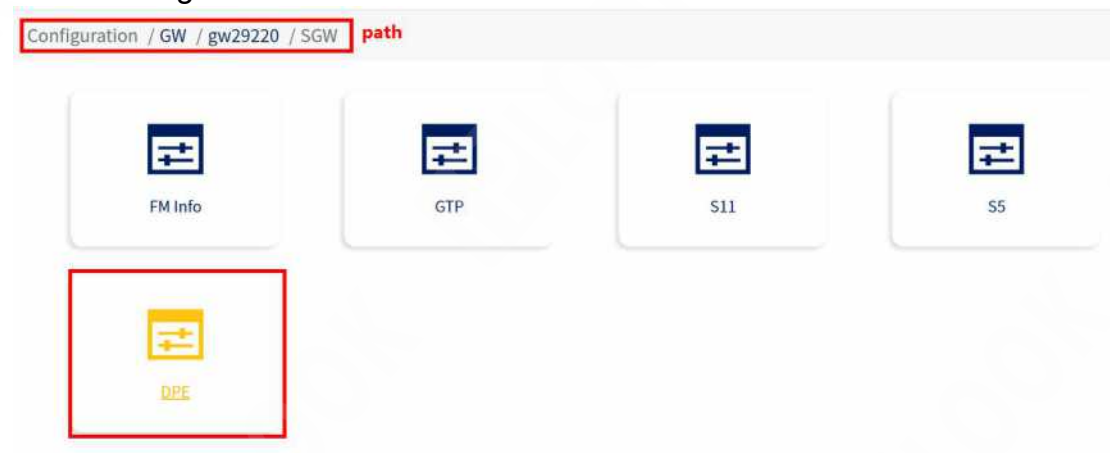 Configuration / GW / gw29220 / SGW path
FM Info GTP S11 S5
DPE